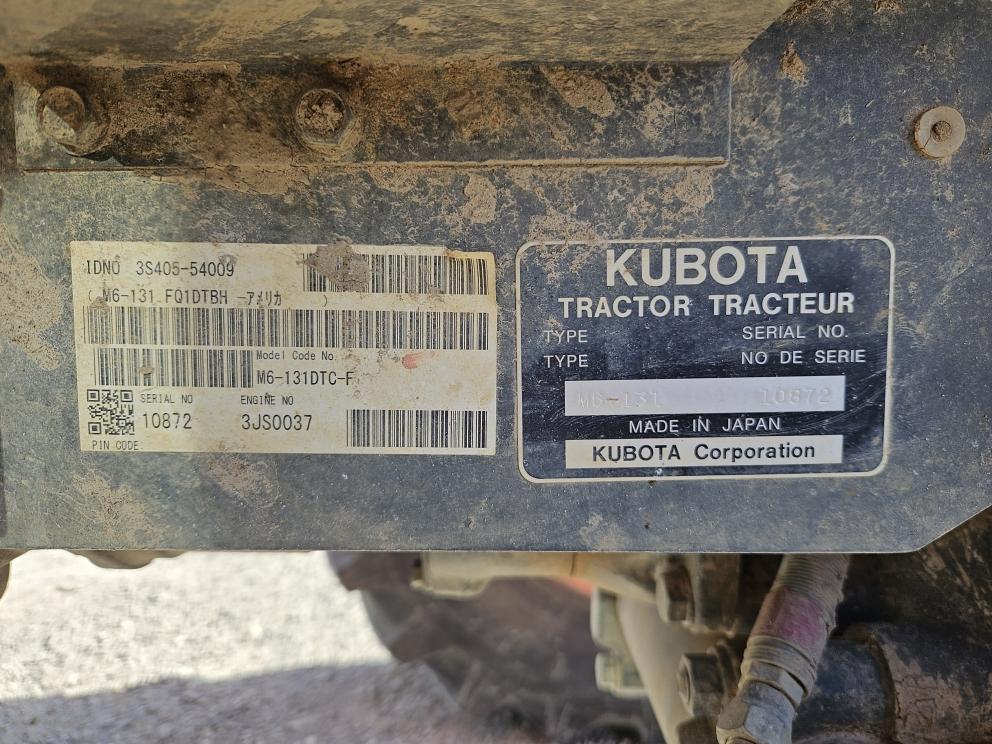 IDNO 3S405-54009
( M6-131 FQ1DTBH -アメリカ )
Model Code No.
M6-131DTC-F
SERIAL NO ENGINE NO
10872 3JS0037
PIN CODE:
KUBOTA
TRACTOR TRACTEUR
TYPE SERIAL NO.
TYPE NO DE SERIE
M6-131 10872
MADE IN JAPAN
KUBOTA Corporation